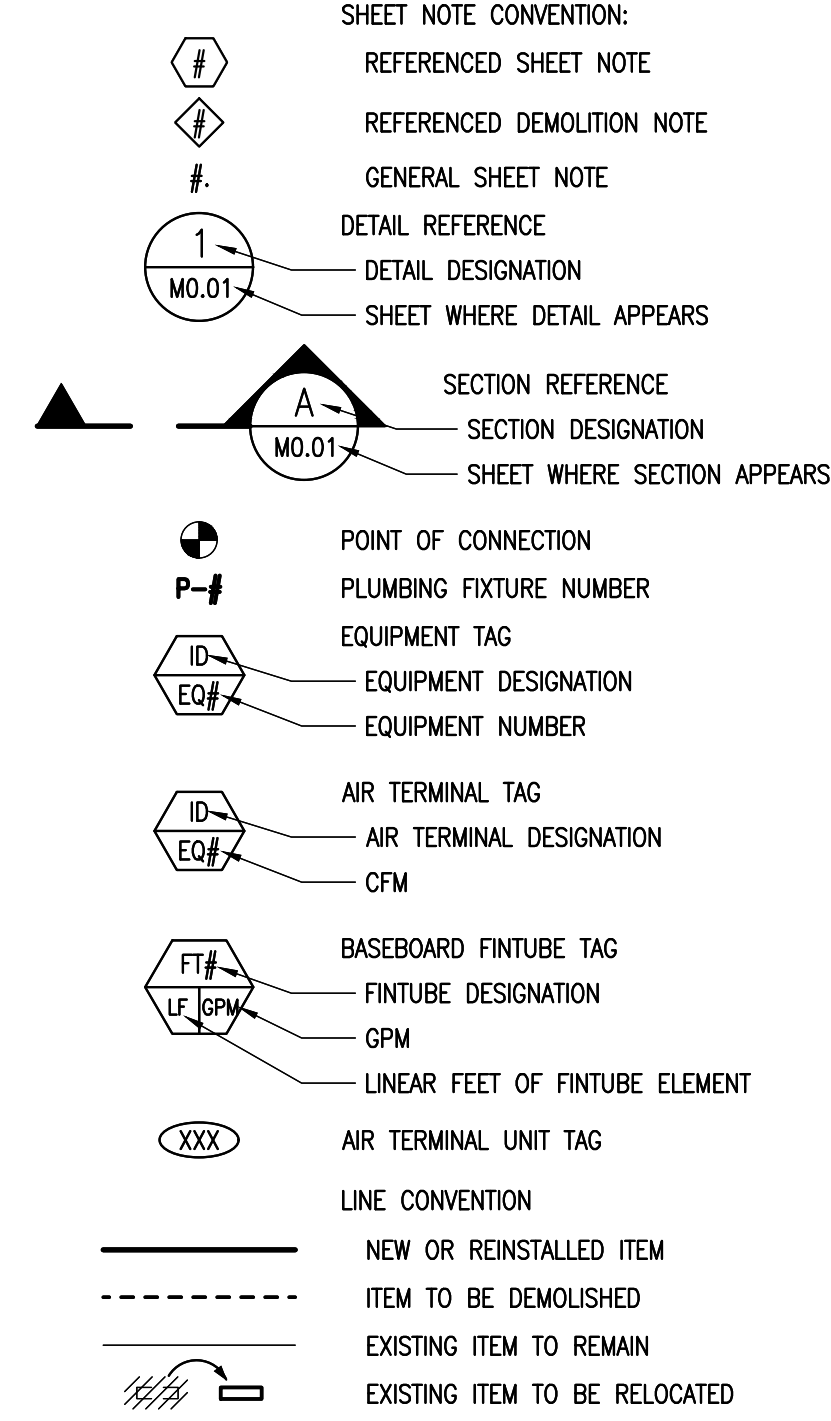 SHEET NOTE CONVENTION:
# REFERENCED SHEET NOTE
# REFERENCED DEMOLITION NOTE
#. GENERAL SHEET NOTE
DETAIL REFERENCE
1 DETAIL DESIGNATION
M0.01 SHEET WHERE DETAIL APPEARS
SECTION REFERENCE
A SECTION DESIGNATION
M0.01 SHEET WHERE SECTION APPEARS
POINT OF CONNECTION
P-# PLUMBING FIXTURE NUMBER
EQUIPMENT TAG
ID EQUIPMENT DESIGNATION
EQ# EQUIPMENT NUMBER
AIR TERMINAL TAG
ID AIR TERMINAL DESIGNATION
EQ# CFM
BASEBOARD FINTUBE TAG
FT# FINTUBE DESIGNATION
LF GPM GPM
LINEAR FEET OF FINTUBE ELEMENT
XXX AIR TERMINAL UNIT TAG
LINE CONVENTION
NEW OR REINSTALLED ITEM
ITEM TO BE DEMOLISHED
EXISTING ITEM TO REMAIN
EXISTING ITEM TO BE RELOCATED